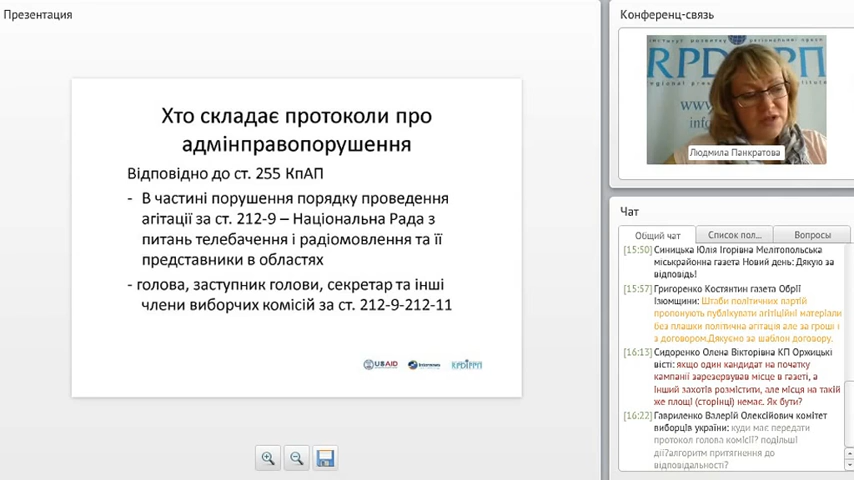 Презентация
Хто складає протоколи про
адмінправопорушення
Відповідно до ст. 255 КпАП
- В частині порушення порядку проведення
агітації за ст. 212-9 – Національна Рада з
питань телебачення і радіомовлення та її
представники в областях
- голова, заступник голови, секретар та інші
члени виборчих комісій за ст. 212-9-212-11
USAID
Internews
Конференц-связь
www
info
Людмила Панкратова
Чат
Общий чат
Список пол...
Вопросы
[15:50] Синицька Юлія Ігорівна Мелітопольська
міськрайонна газета Новий день: Дякую за
відповідь!
[15:57] Григоренко Костянтин газета Обрії
Ізюмщини: Штаби політичних партій
пропонують публікувати агітіційні матеріали
без плашки політична агітація але за гроші і
з договором.Дякуємо за шаблон договору.
[16:13] Сидоренко Олена Вікторівна КП Оржицькі
вісті: якщо один кандидат на початку
кампанії зарезервував місце в газеті, а
інший захотів розмістити, але місця на такій
же площі (сторінці) немає. Як бути?
[16:22] Гавриленко Валерій Олексійович комітет
виборців україни: куди має передати
протокол голова комісії? подільші
дії?алгоритм притягнення до
відповідальності?